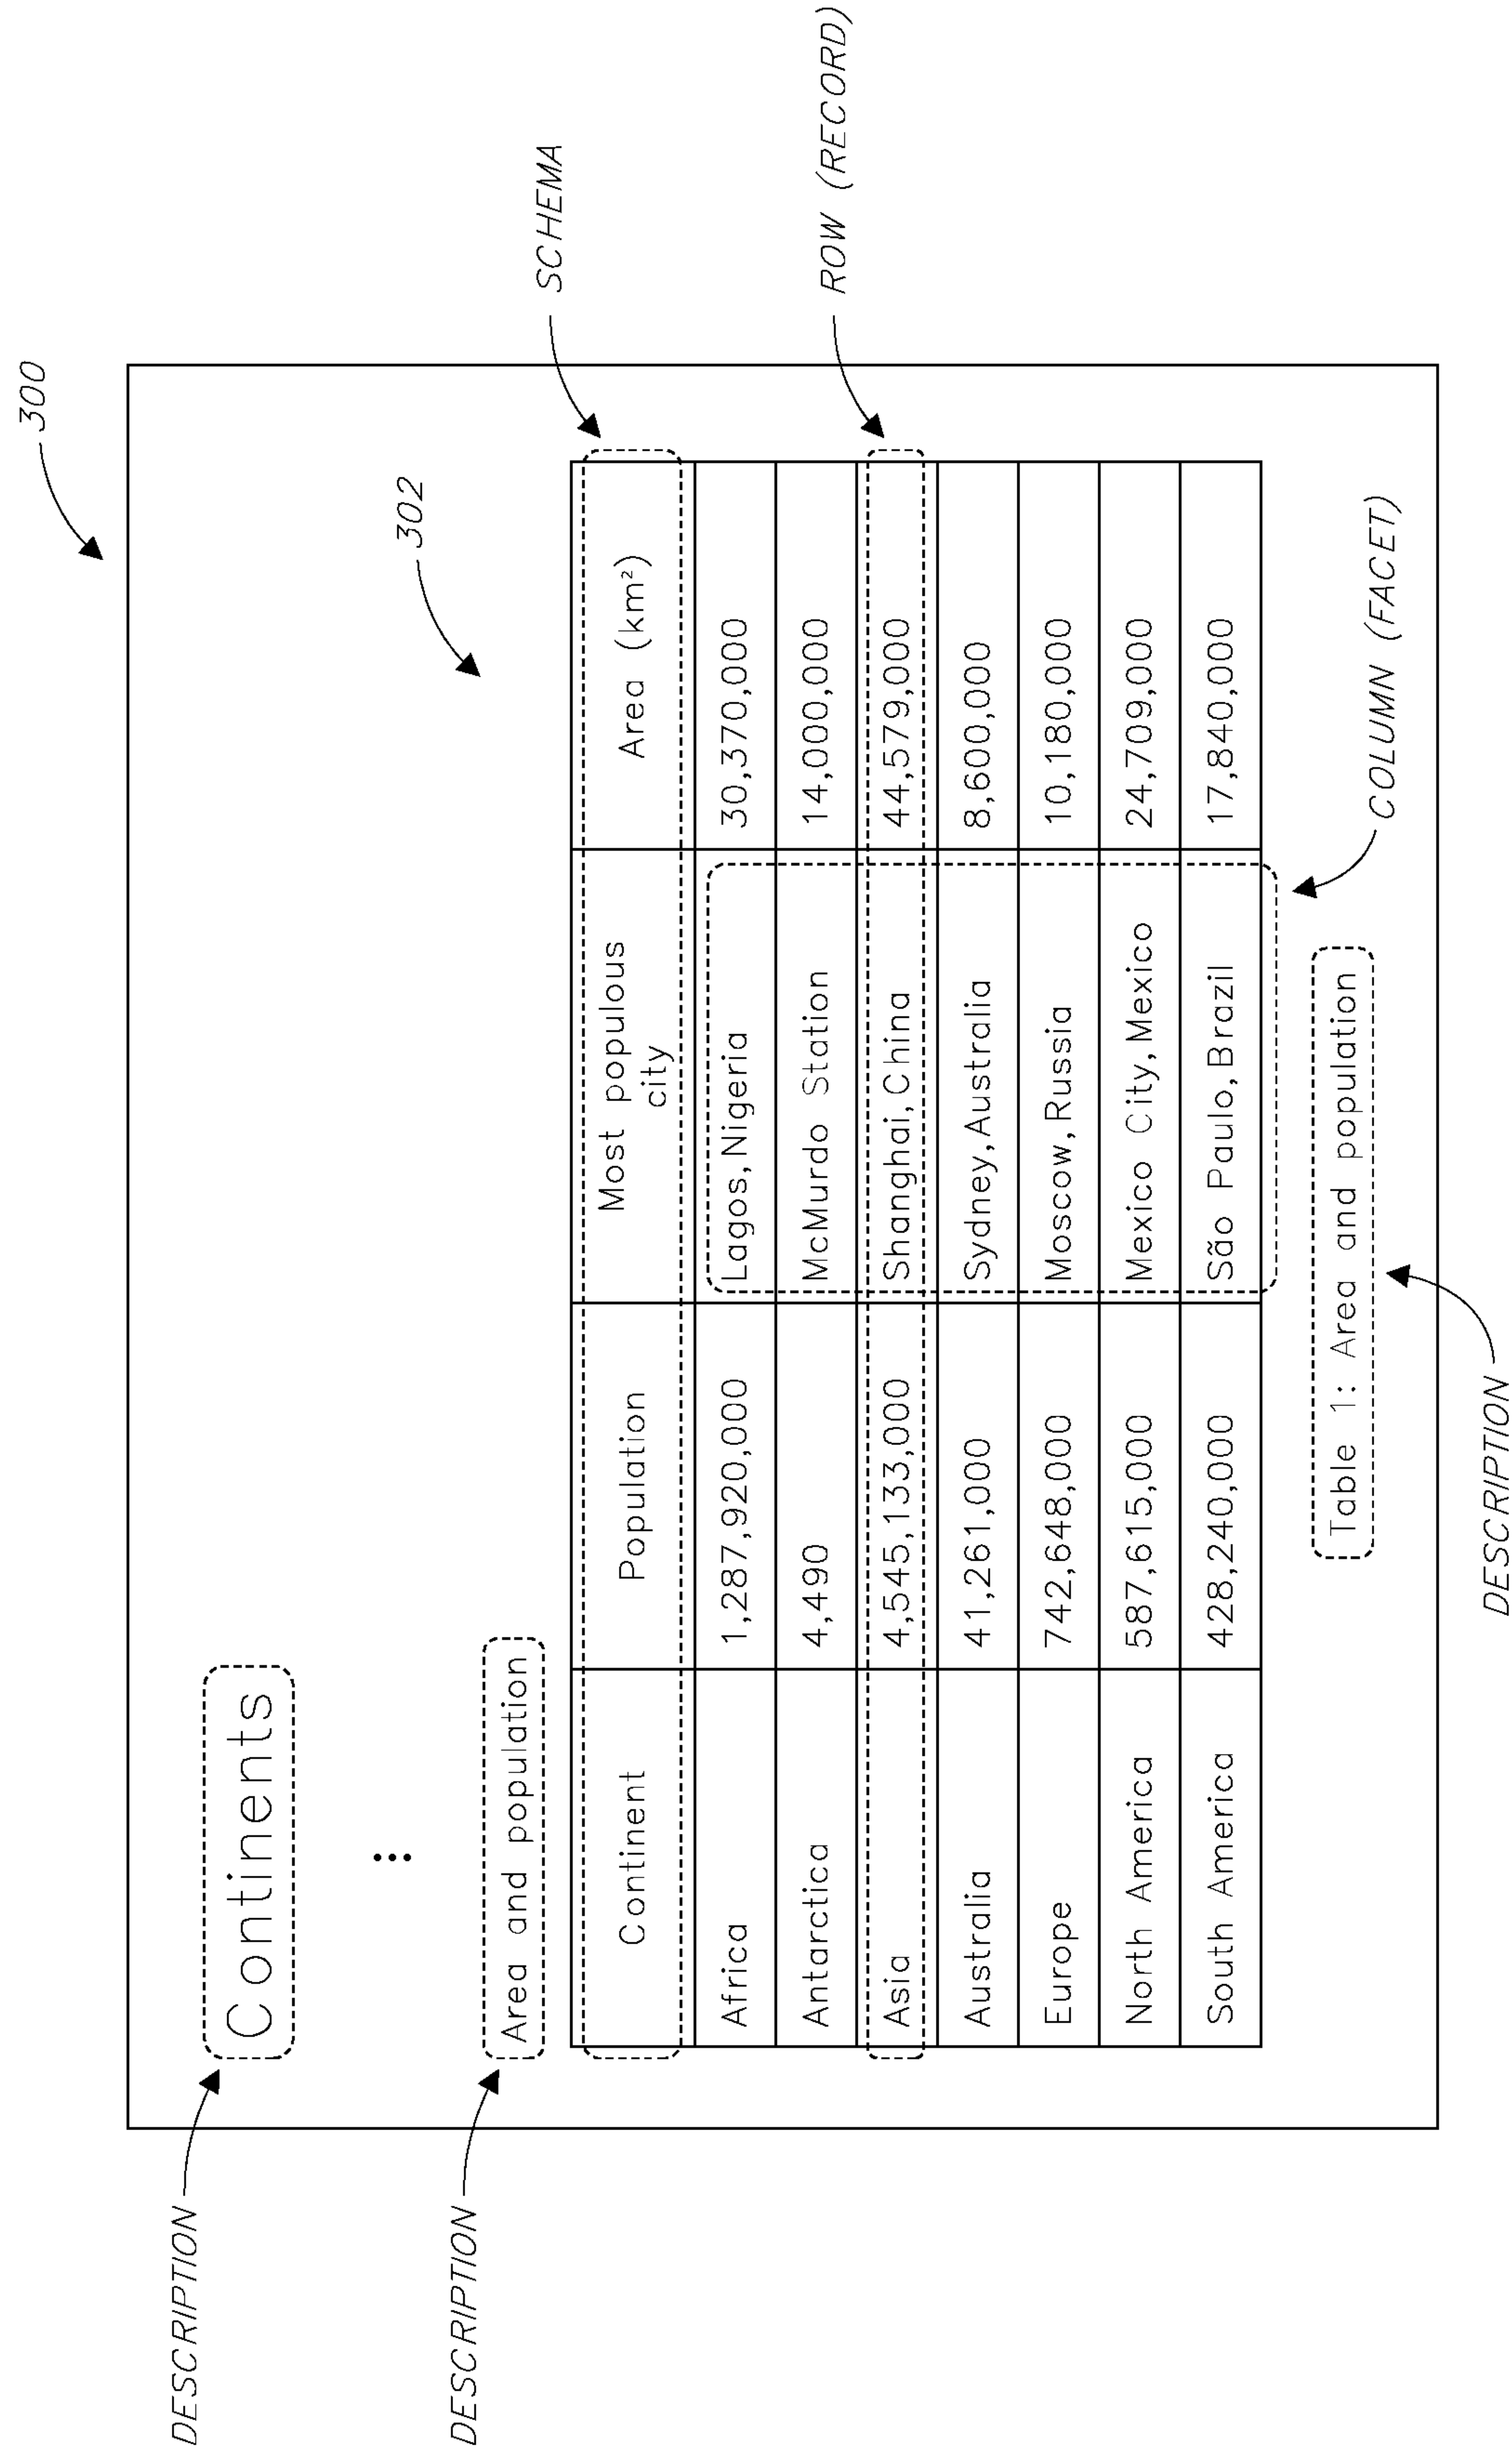 300
DESCRIPTION
Continents
302
SCHEMA
DESCRIPTION
Area and population
Continent Population Most populous city Area (km²)
Africa 1,287,920,000 Lagos,Nigeria 30,370,000
Antarctica 4,490 McMurdo Station 14,000,000
ROW (RECORD)
Asia 4,545,133,000 Shanghai,China 44,579,000
Australia 41,261,000 Sydney,Australia 8,600,000
Europe 742,648,000 Moscow,Russia 10,180,000
North America 587,615,000 Mexico City,Mexico 24,709,000
South America 428,240,000 São Paulo,Brazil 17,840,000
Table 1: Area and population
COLUMN (FACET)
DESCRIPTION